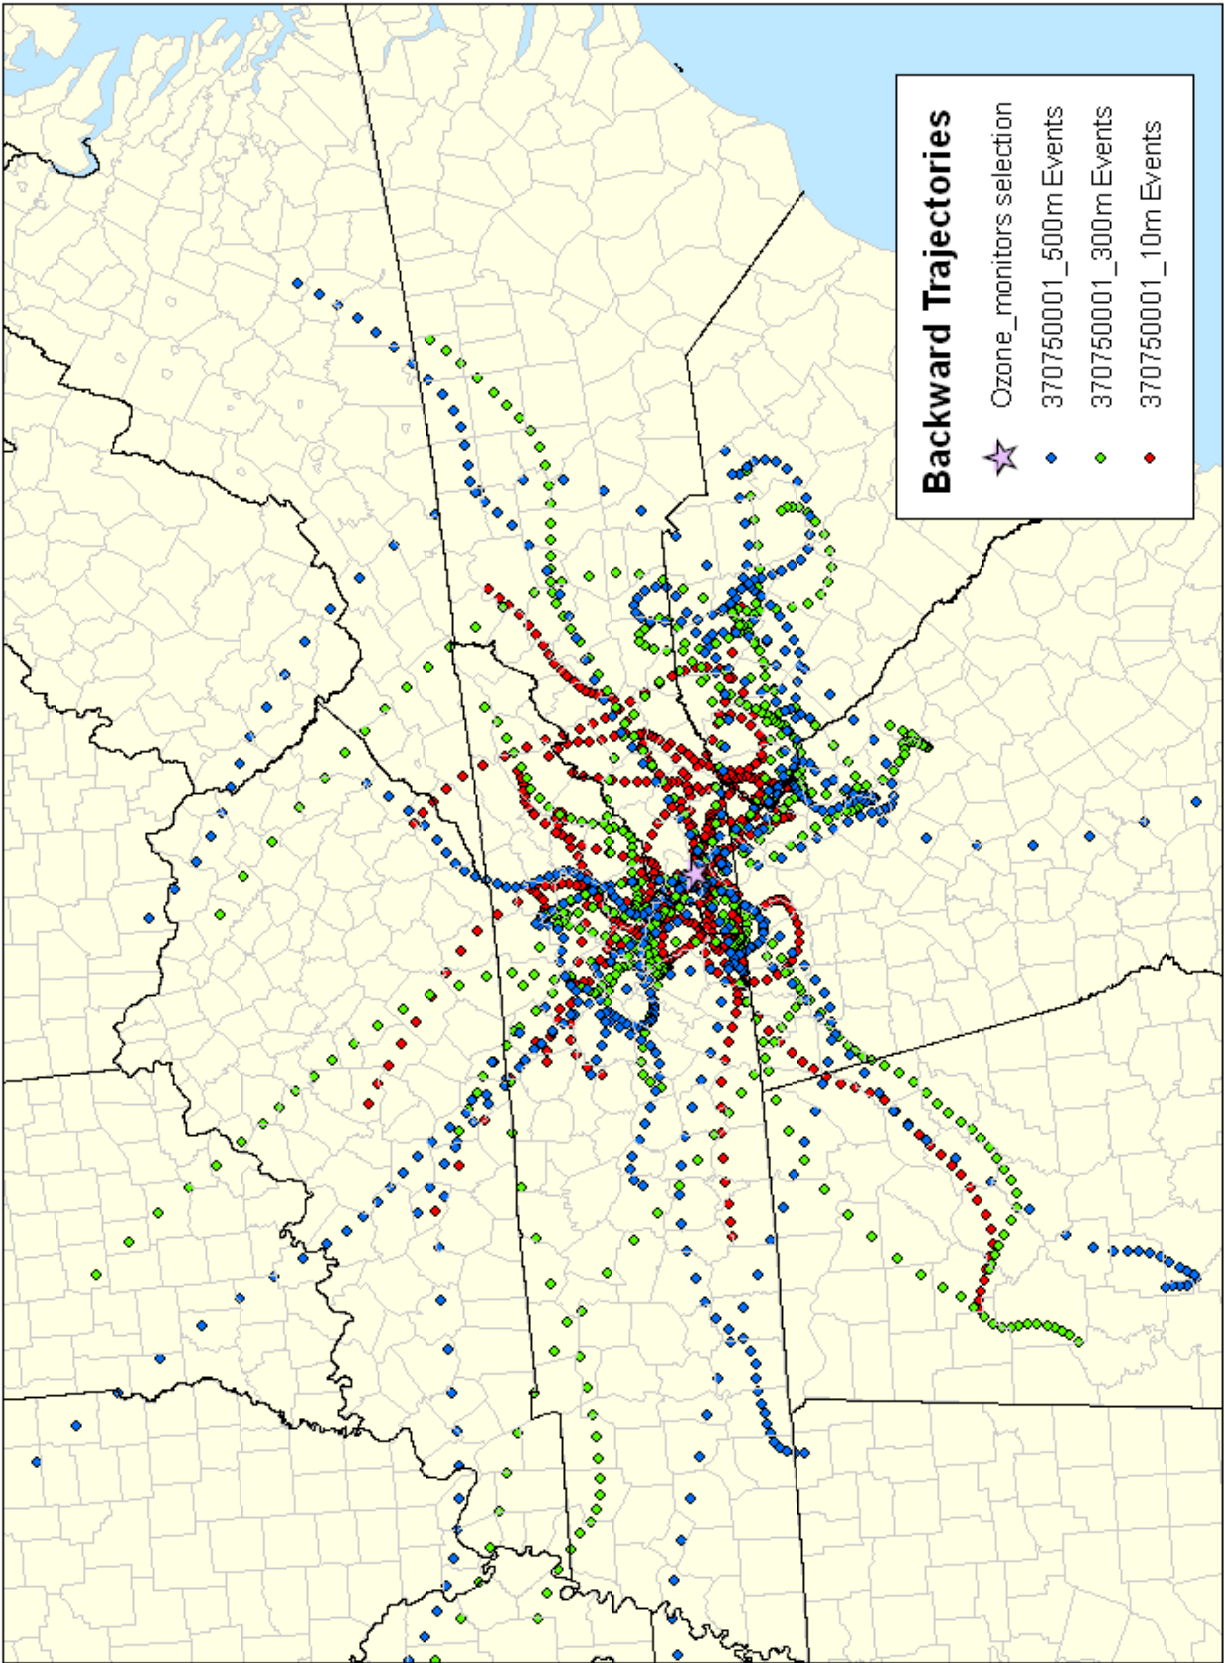 Backward Trajectories
Ozone_monitors selection
370750001_500m Events
370750001_300m Events
370750001_10m Events